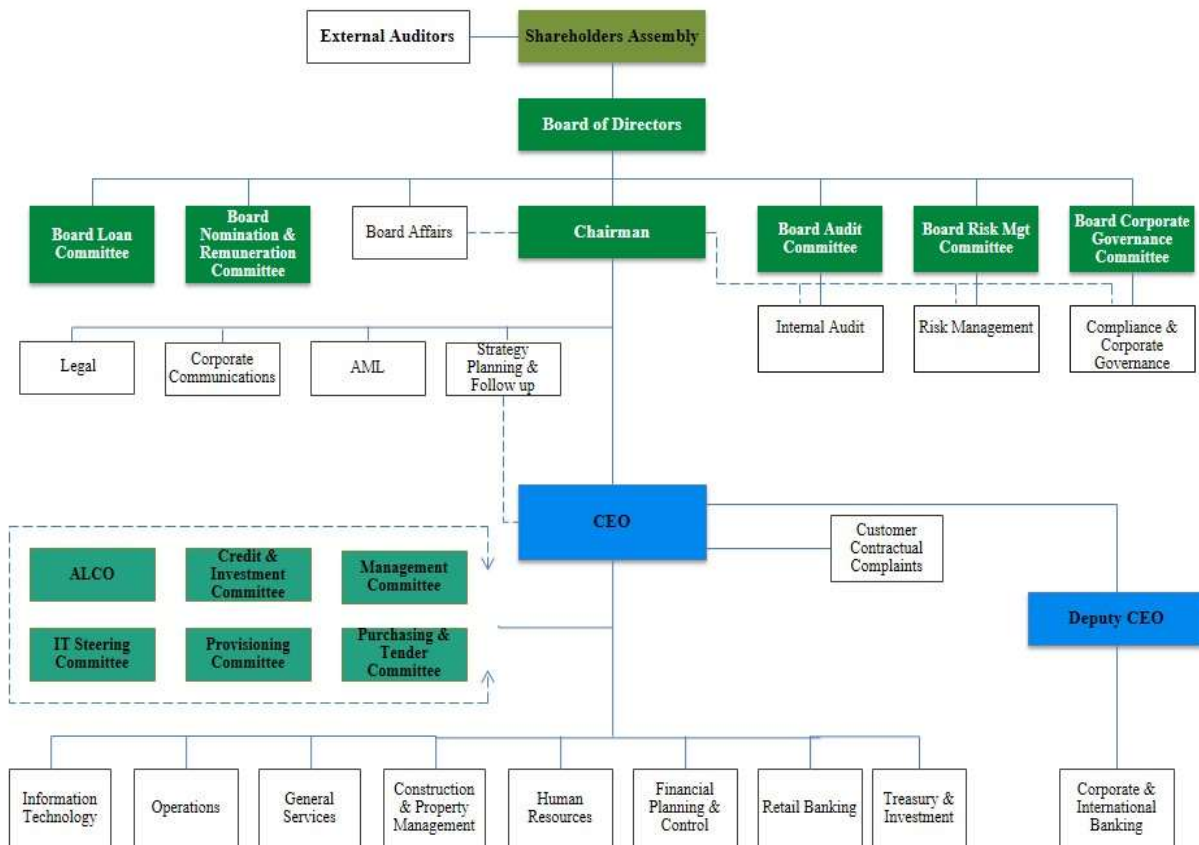 External Auditors
Shareholders Assembly
Board of Directors
Board Loan
Committee
Board
Nomination &
Remuneration
Committee
Board Affairs
Chairman
Board Audit
Committee
Board Risk Mgt
Committee
Board Corporate
Governance
Committee
Internal Audit
Risk Management
Compliance &
Corporate
Governance
Legal
Corporate
Communications
AML
Strategy
Planning &
Follow up
CEO
Customer
Contractual
Complaints
ALCO
Credit &
Investment
Committee
Management
Committee
Deputy CEO
IT Steering
Committee
Provisioning
Committee
Purchasing &
Tender
Committee
Information
Technology
Operations
General
Services
Construction
& Property
Management
Human
Resources
Financial
Planning &
Control
Retail Banking
Treasury &
Investment
Corporate &
International
Banking